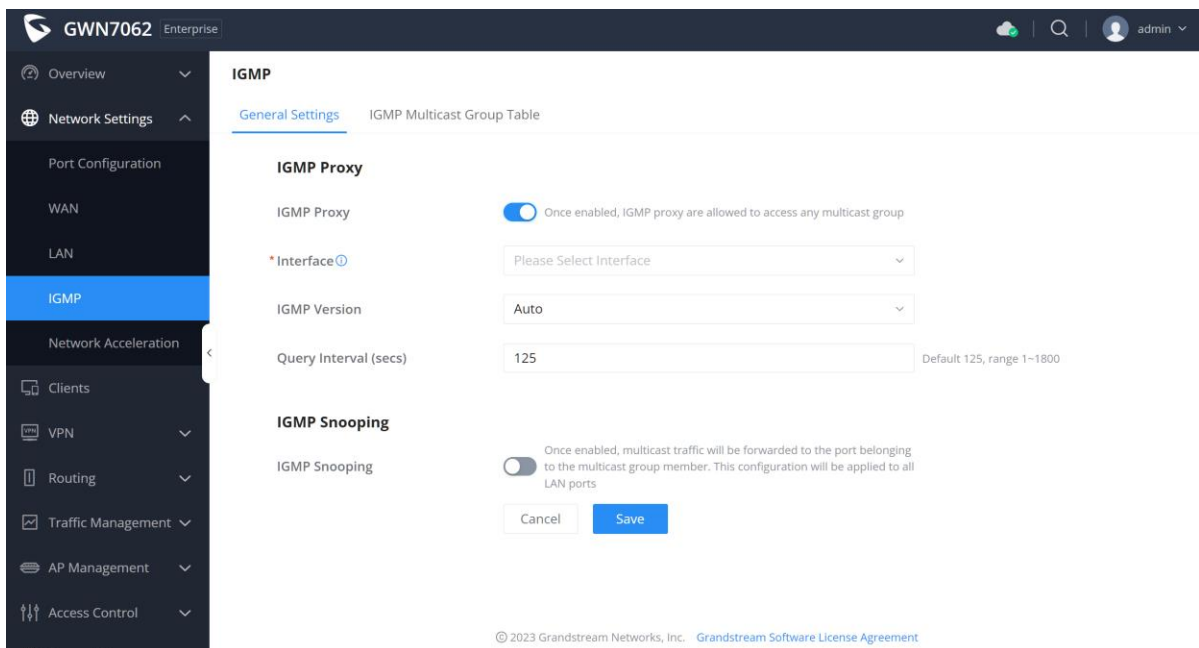 GWN7062 Enterprise
admin
Overview
Network Settings
Port Configuration
WAN
LAN
IGMP
Network Acceleration
Clients
VPN VPN
Routing
Traffic Management
AP Management
Access Control
IGMP
General Settings IGMP Multicast Group Table
IGMP Proxy
IGMP Proxy Once enabled, IGMP proxy are allowed to access any multicast group
* Interface Please Select Interface
IGMP Version Auto
Query Interval (secs) 125 Default 125, range 1~1800
IGMP Snooping
IGMP Snooping
Once enabled, multicast traffic will be forwarded to the port belonging
to the multicast group member. This configuration will be applied to all
LAN ports
Cancel Save
© 2023 Grandstream Networks, Inc. Grandstream Software License Agreement